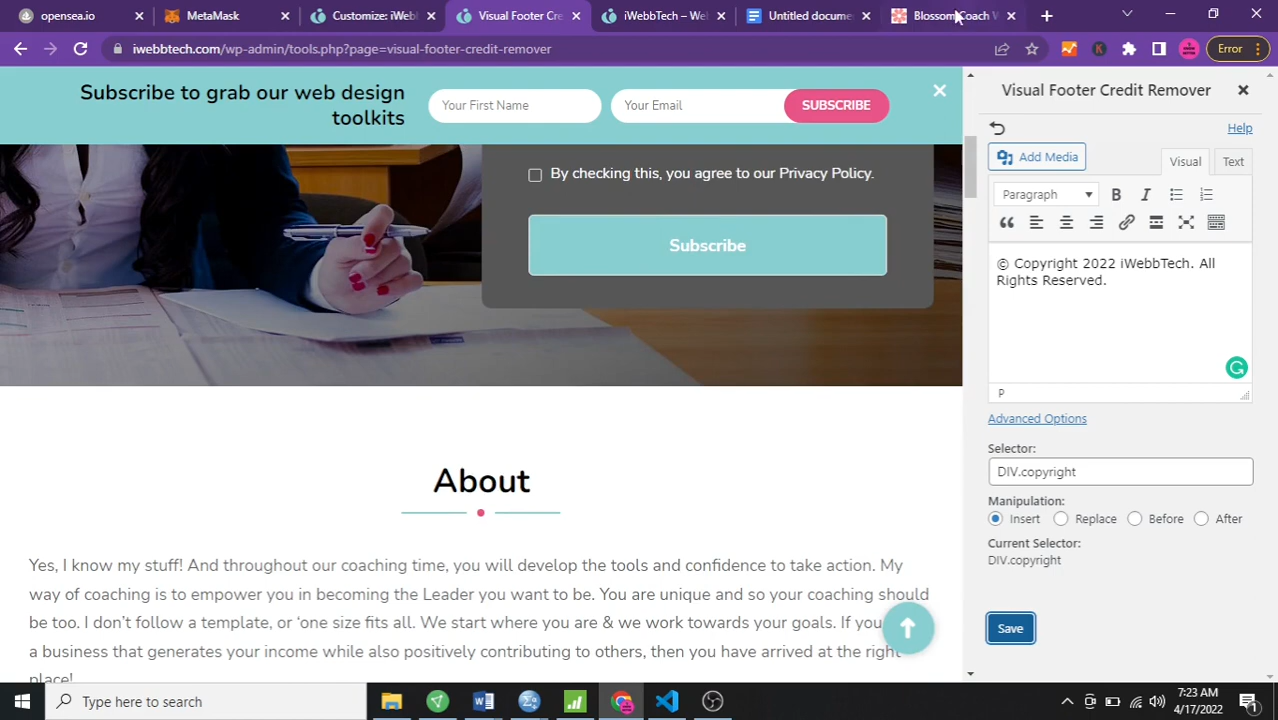 opensea.io
MetaMask
Customize: iWebb
Visual Footer Cre
iWebbTech – We
Untitled docume
Blossom Coach W
iwebbtech.com/wp-admin/tools.php?page=visual-footer-credit-remover
Error
Subscribe to grab our web design
toolkits
Your First Name
Your Email
SUBSCRIBE
By checking this, you agree to our Privacy Policy.
Subscribe
About
Yes, I know my stuff! And throughout our coaching time, you will develop the tools and confidence to take action. My
way of coaching is to empower you in becoming the Leader you want to be. You are unique and so your coaching should
be too. I don’t follow a template, or ‘one size fits all. We start where you are & we work towards your goals. If you
a business that generates your income while also positively contributing to others, then you have arrived at the right
place!
Visual Footer Credit Remover
Help
Add Media
Visual
Text
Paragraph
B
I
© Copyright 2022 iWebbTech. All
Rights Reserved.
P
Advanced Options
Selector:
DIV.copyright
Manipulation:
Insert
Replace
Before
After
Current Selector:
DIV.copyright
Save
Type here to search
7:23 AM
4/17/2022
1